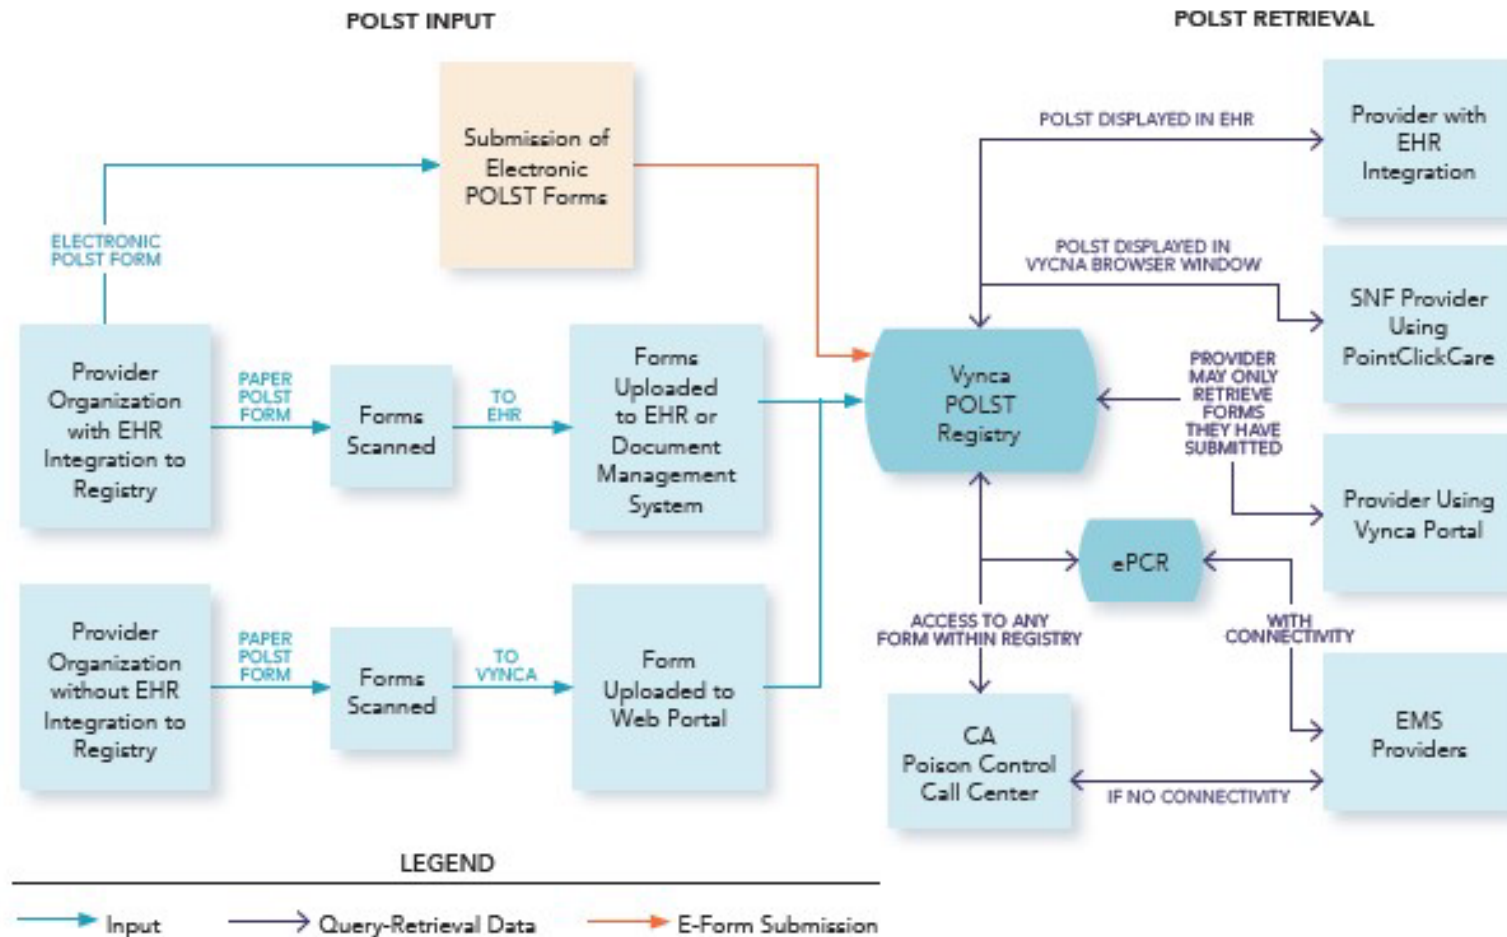 POLST INPUT
POLST RETRIEVAL
Submission of
Electronic
POLST Forms
ELECTRONIC
POLST FORM
Provider
Organization
with EHR
Integration to
Registry
PAPER
POLST
FORM
Forms
Scanned
TO
EHR
Forms
Uploaded
to EHR or
Document
Management
System
Provider
Organization
without EHR
Integration to
Registry
PAPER
POLST
FORM
Forms
Scanned
TO
VYNCA
Form
Uploaded to
Web Portal
Vynca
POLST
Registry
POLST DISPLAYED IN EHR
Provider with
EHR
Integration
POLST DISPLAYED IN
VYCNA BROWSER WINDOW
SNF Provider
Using
PointClickCare
PROVIDER
MAY ONLY
RETRIEVE
FORMS
THEY HAVE
SUBMITTED
Provider Using
Vynca Portal
ePCR
ACCESS TO ANY
FORM WITHIN REGISTRY
WITH
CONNECTIVITY
CA
Poison Control
Call Center
IF NO CONNECTIVITY
EMS
Providers
LEGEND
Input
Query-Retrieval Data
E-Form Submission